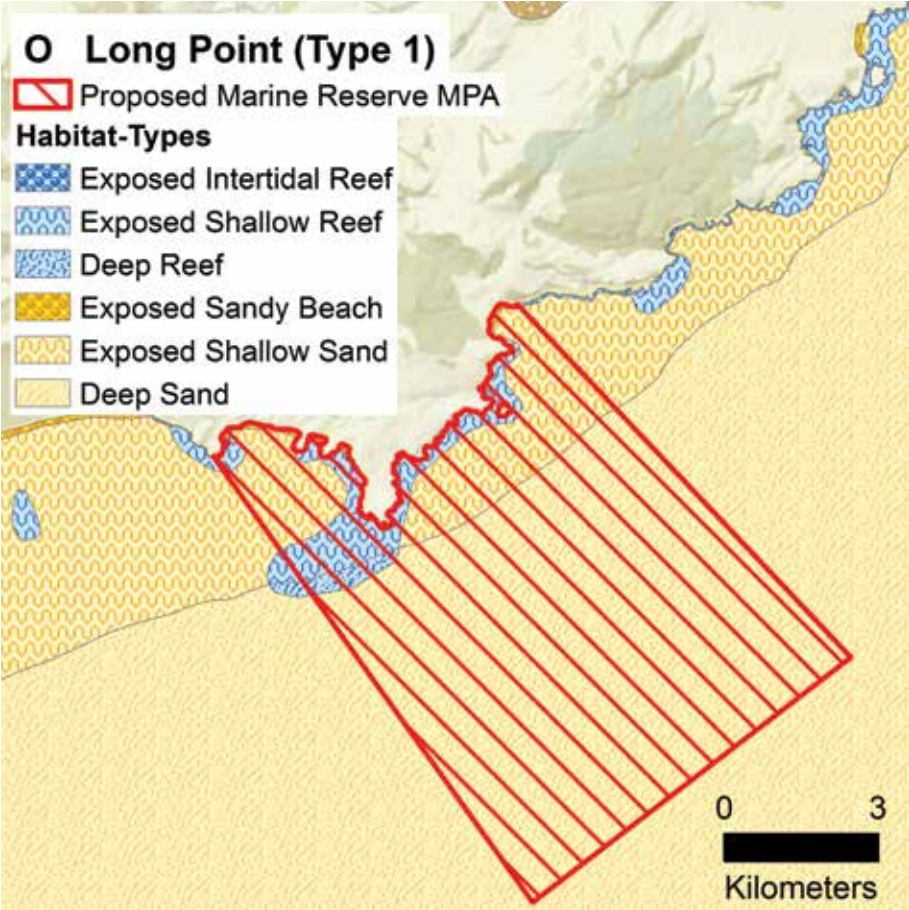 O Long Point (Type 1)
Proposed Marine Reserve MPA
Habitat-Types
Exposed Intertidal Reef
Exposed Shallow Reef
Deep Reef
Exposed Sandy Beach
Exposed Shallow Sand
Deep Sand
0 3
Kilometers